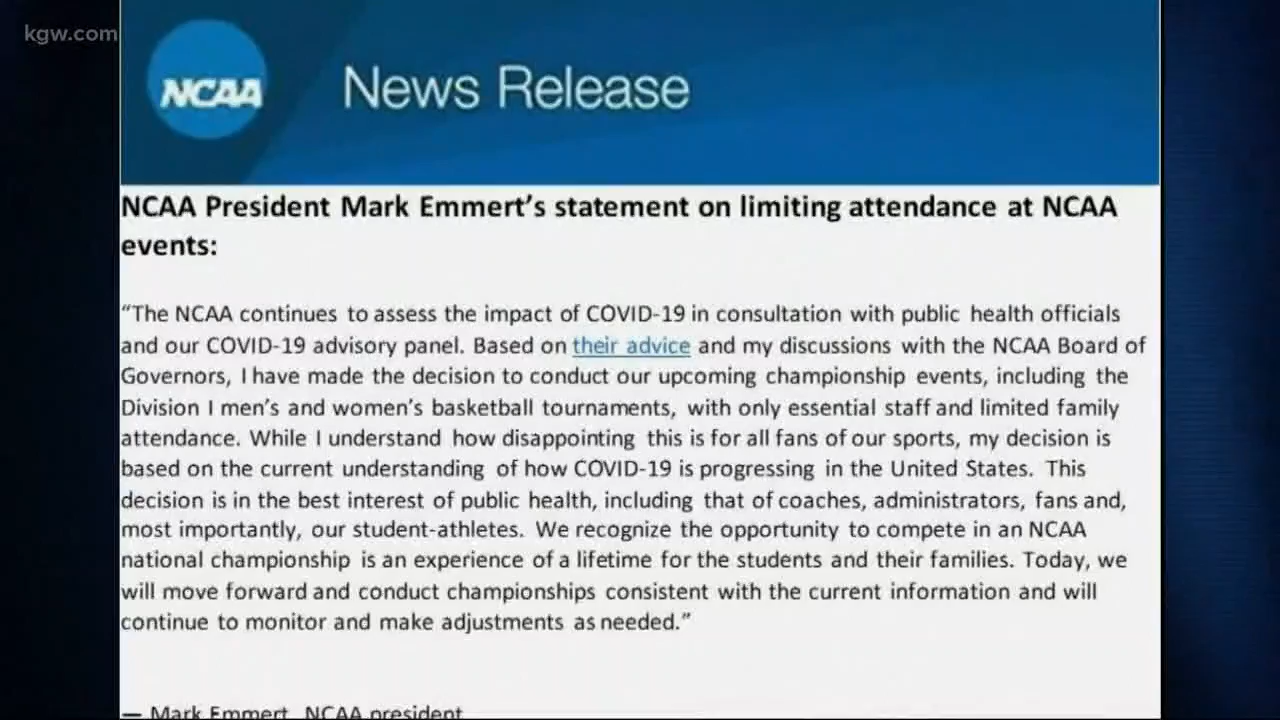 kgw.com
NCAA
News Release
NCAA President Mark Emmert’s statement on limiting attendance at NCAA
events:
“The NCAA continues to assess the impact of COVID-19 in consultation with public health officials
and our COVID-19 advisory panel. Based on their advice and my discussions with the NCAA Board of
Governors, I have made the decision to conduct our upcoming championship events, including the
Division I men’s and women’s basketball tournaments, with only essential staff and limited family
attendance. While I understand how disappointing this is for all fans of our sports, my decision is
based on the current understanding of how COVID-19 is progressing in the United States. This
decision is in the best interest of public health, including that of coaches, administrators, fans and,
most importantly, our student-athletes. We recognize the opportunity to compete in an NCAA
national championship is an experience of a lifetime for the students and their families. Today, we
will move forward and conduct championships consistent with the current information and will
continue to monitor and make adjustments as needed.”
— Mark Emmert, NCAA president